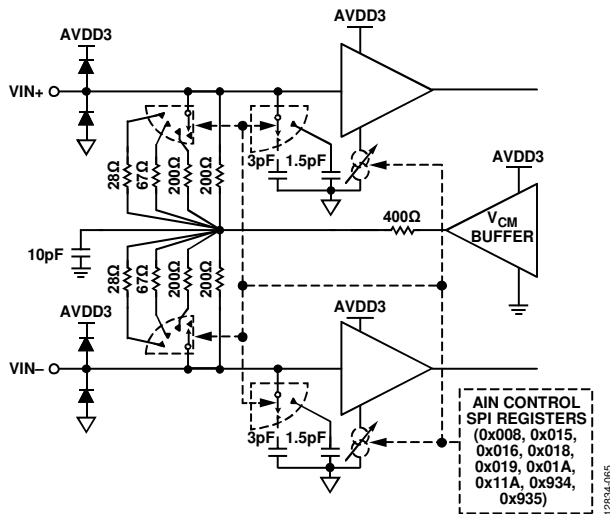 AVDD3
AVDD3
VIN+
28Ω
67Ω
200Ω
200Ω
3pF
1.5pF
AVDD3
400Ω
VCM
BUFFER
10pF
28Ω
67Ω
200Ω
200Ω
AVDD3
AVDD3
VIN–
3pF
1.5pF
AIN CONTROL
SPI REGISTERS
(0x008, 0x015,
0x016, 0x018,
0x019, 0x01A,
0x11A, 0x934,
0x935)
12834-065